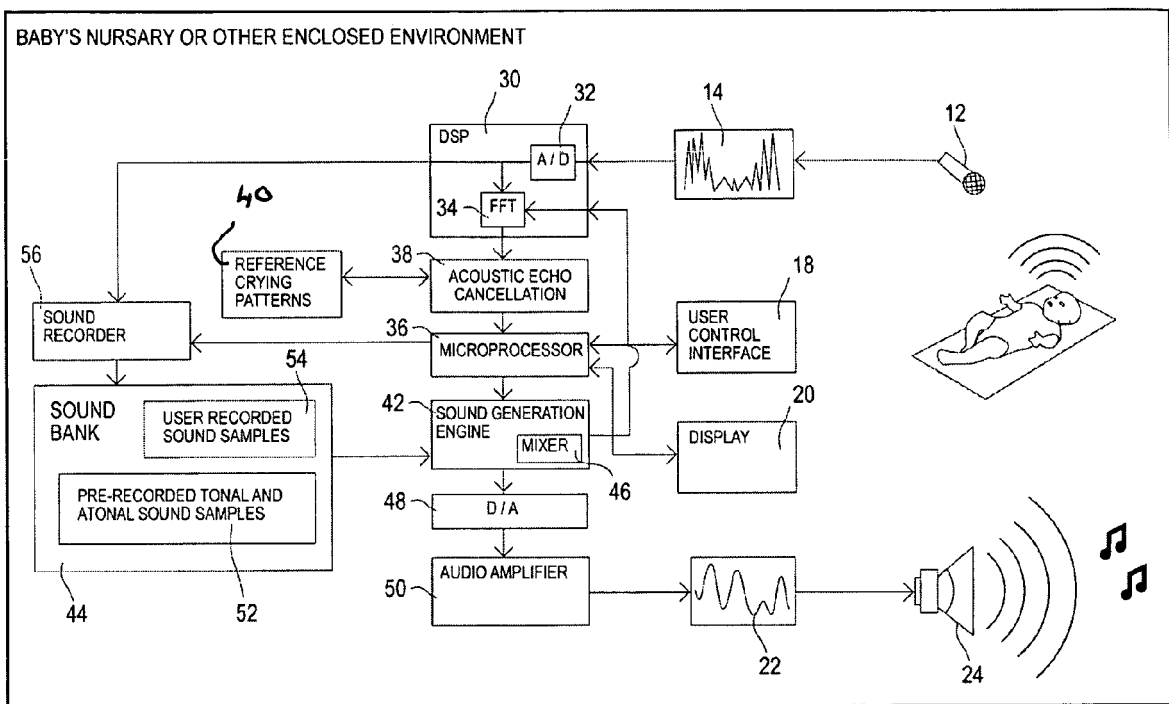 BABY'S NURSARY OR OTHER ENCLOSED ENVIRONMENT
30
32
14
12
DSP
A / D
40
34
FFT
56
REFERENCE
CRYING
PATTERNS
38
ACOUSTIC ECHO
CANCELLATION
18
SOUND
RECORDER
36
MICROPROCESSOR
USER
CONTROL
INTERFACE
54
SOUND
BANK
USER RECORDED
SOUND SAMPLES
42
SOUND GENERATION
ENGINE
MIXER
20
DISPLAY
46
PRE-RECORDED TONAL AND
ATONAL SOUND SAMPLES
48
D / A
44
52
50
AUDIO AMPLIFIER
22
24